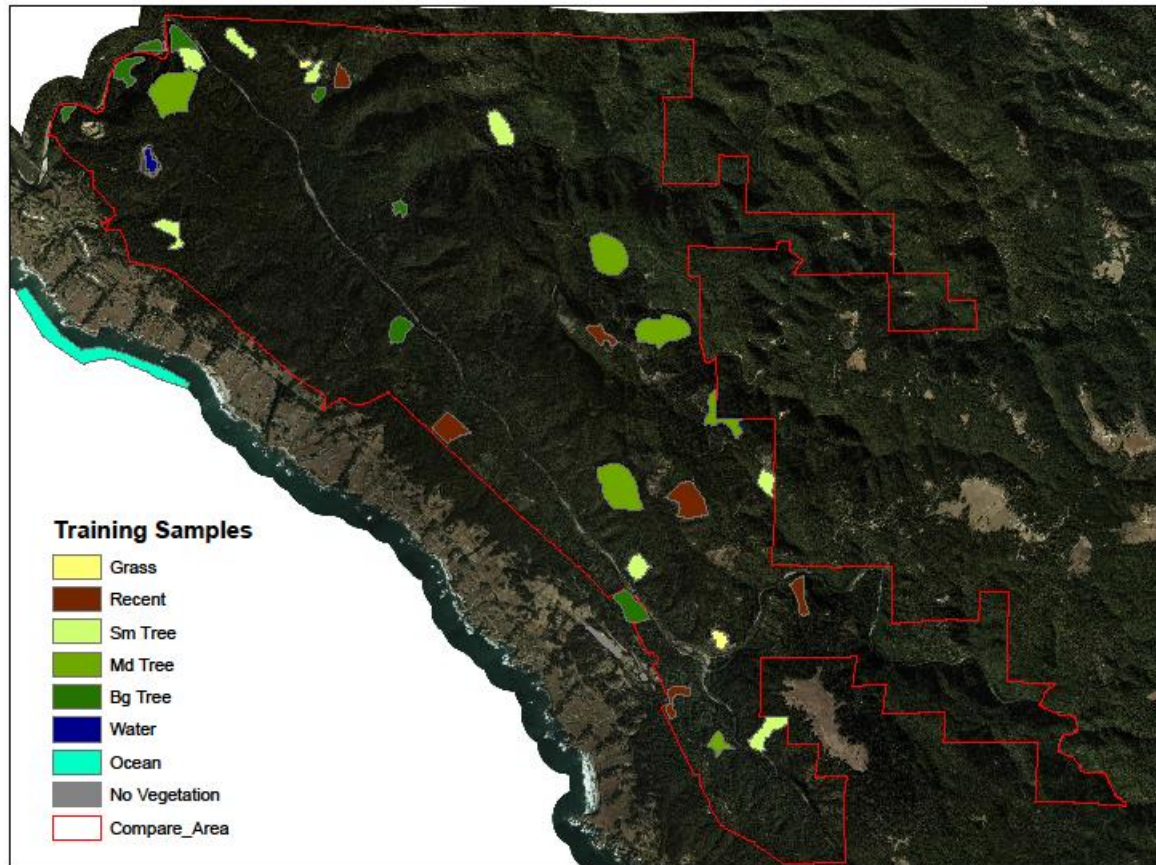 Training Samples
Grass
Recent
Sm Tree
Md Tree
Bg Tree
Water
Ocean
No Vegetation
Compare_Area